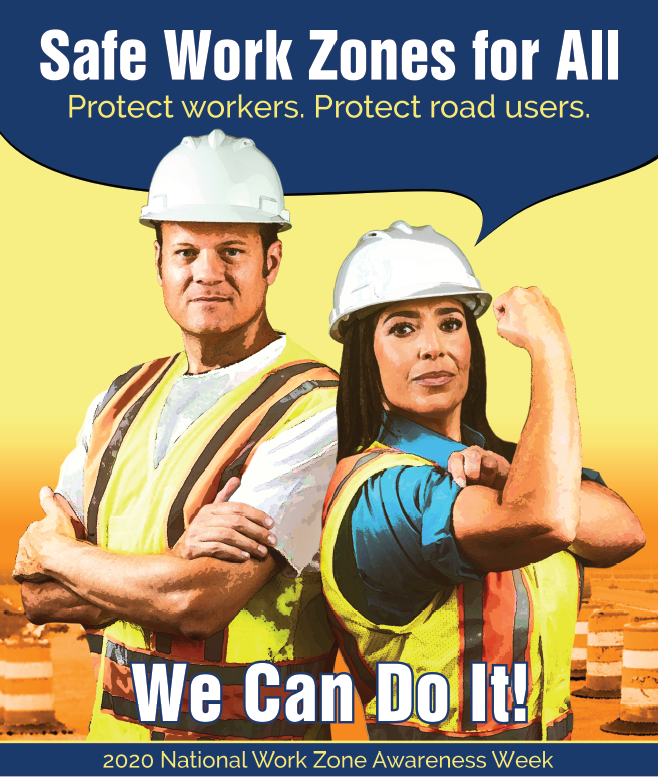 Safe Work Zones for All
Protect workers. Protect road users.
We Can Do It!
2020 National Work Zone Awareness Week